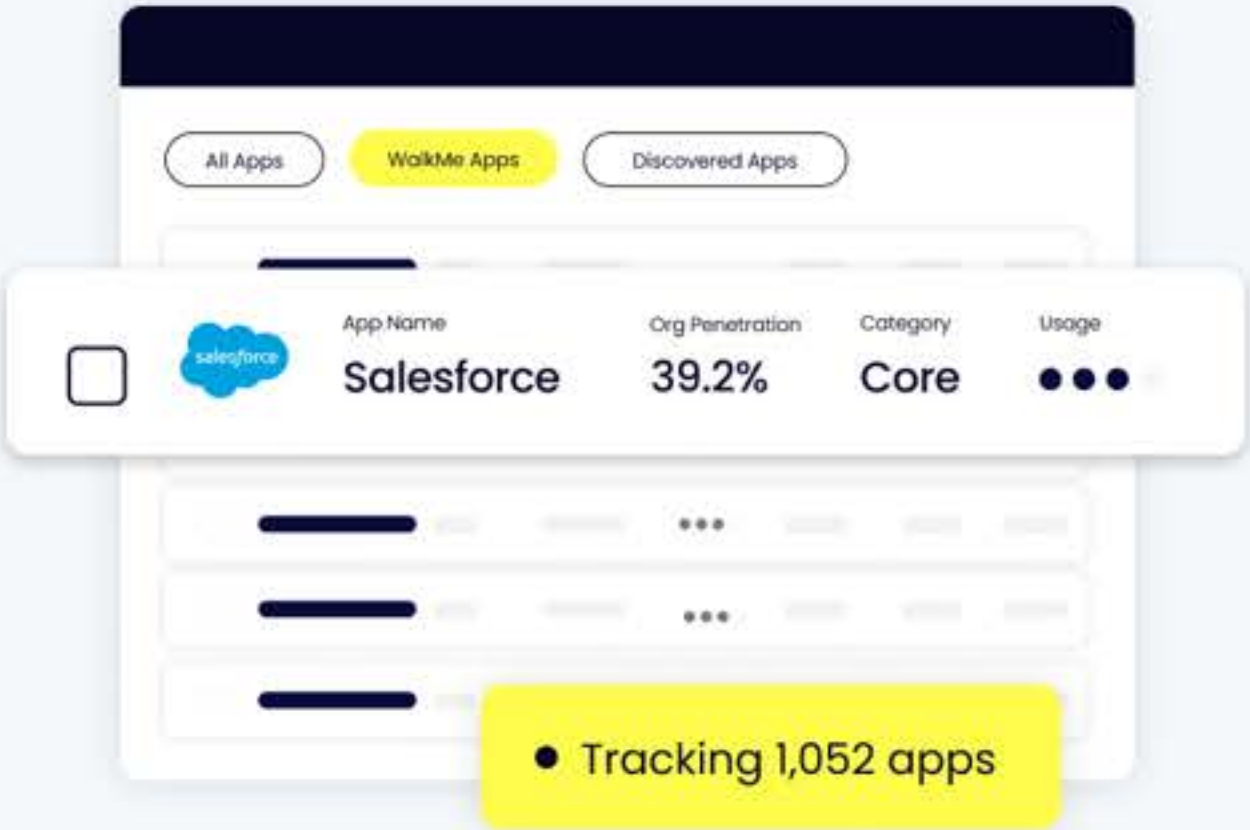 All Apps WalkMe Apps Discovered Apps
App Name Org Penetration Category Usage
salesforce
Salesforce 39.2% Core
Tracking 1,052 apps